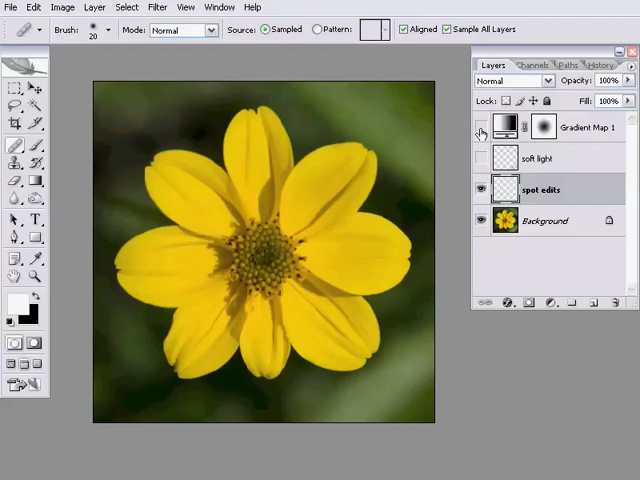 File Edit Image Layer Select Filter View Window Help
Brush: 20 Mode: Normal Source: Sampled Pattern: Aligned Sample All Layers
Layers Channels Paths History
Normal Opacity: 100%
Lock: Fill: 100%
Gradient Map 1
soft light
spot edits
Background
T